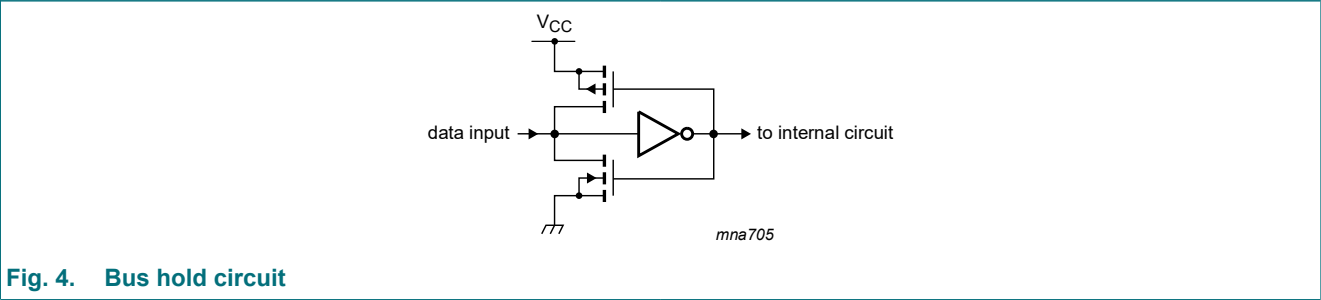 VCC
data input
to internal circuit
mna705
Fig. 4. Bus hold circuit